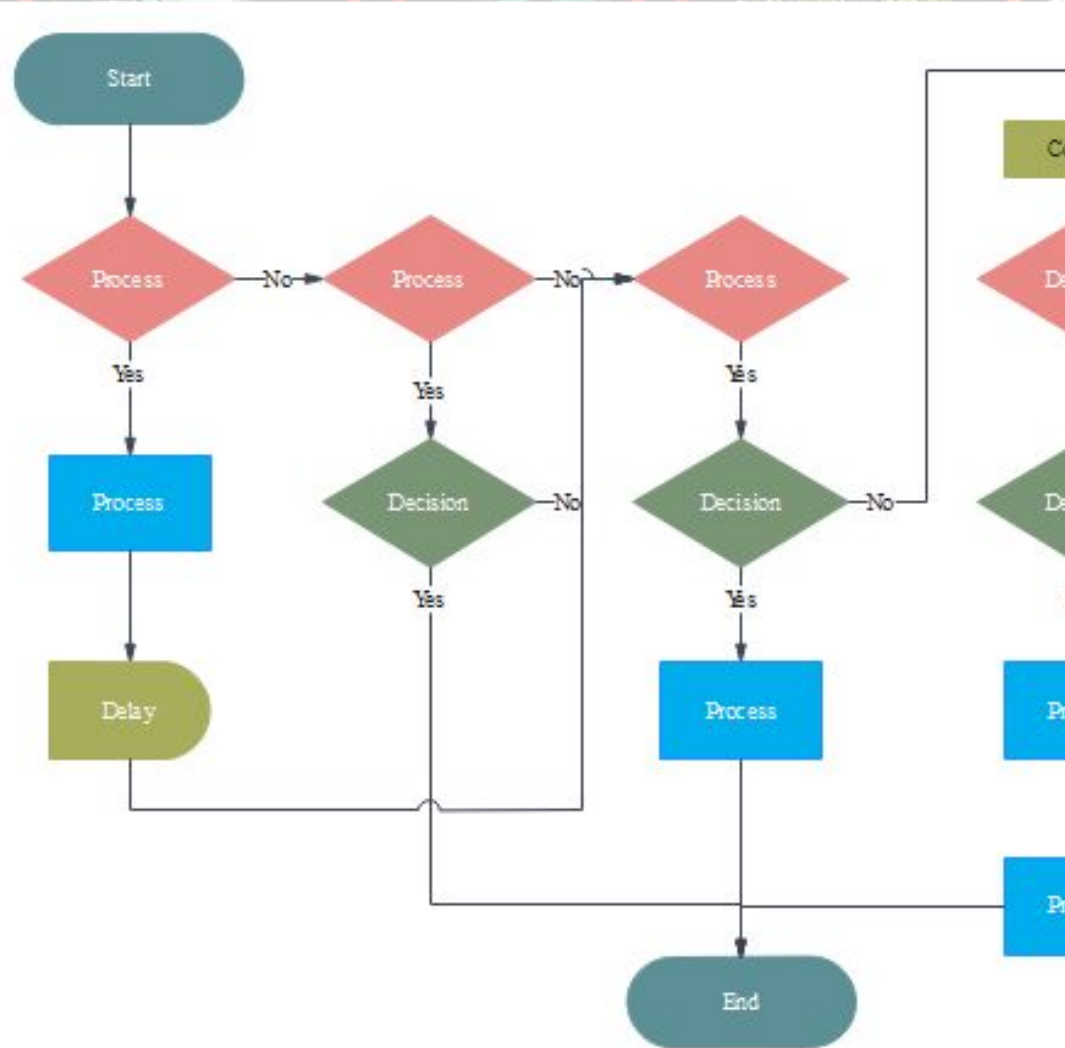 Start
Process
No
Process
No
Process
Yes
Yes
Yes
Process
Decision
No
Decision
No
Yes
Yes
Delay
Process
End